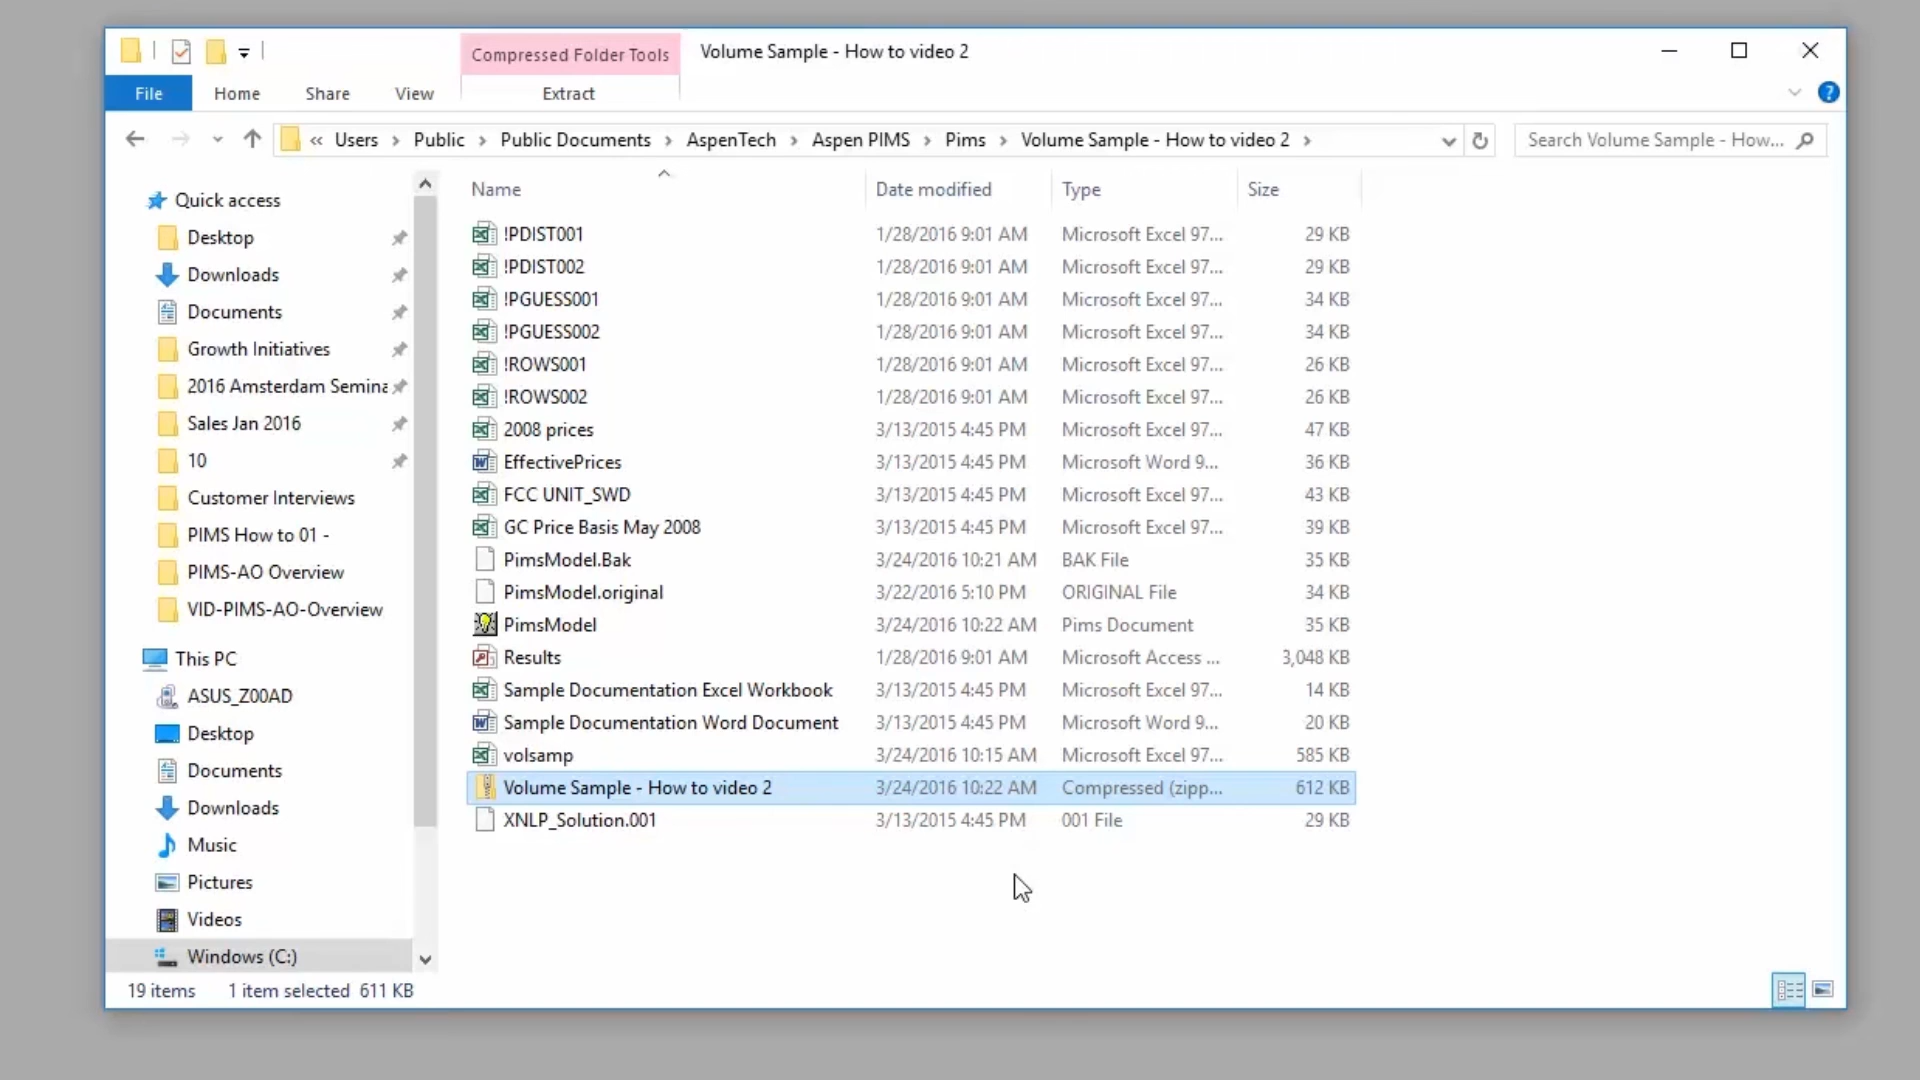 Compressed Folder Tools
Volume Sample - How to video 2
File
Home
Share
View
Extract
?
« Users > Public > Public Documents > AspenTech > Aspen PIMS > Pims > Volume Sample - How to video 2 >
Search Volume Sample - How...
Quick access
Desktop
Downloads
Documents
Growth Initiatives
2016 Amsterdam Semina
Sales Jan 2016
10
Customer Interviews
PIMS How to 01 -
PIMS-AO Overview
VID-PIMS-AO-Overview
This PC
ASUS_Z00AD
Desktop
Documents
Downloads
Music
Pictures
Videos
Windows (C:)
Name Date modified Type Size
!PDIST001 1/28/2016 9:01 AM Microsoft Excel 97... 29 KB
!PDIST002 1/28/2016 9:01 AM Microsoft Excel 97... 29 KB
!PGUESS001 1/28/2016 9:01 AM Microsoft Excel 97... 34 KB
!PGUESS002 1/28/2016 9:01 AM Microsoft Excel 97... 34 KB
!ROWS001 1/28/2016 9:01 AM Microsoft Excel 97... 26 KB
!ROWS002 1/28/2016 9:01 AM Microsoft Excel 97... 26 KB
2008 prices 3/13/2015 4:45 PM Microsoft Excel 97... 47 KB
EffectivePrices 3/13/2015 4:45 PM Microsoft Word 9... 36 KB
FCC UNIT_SWD 3/13/2015 4:45 PM Microsoft Excel 97... 43 KB
GC Price Basis May 2008 3/13/2015 4:45 PM Microsoft Excel 97... 39 KB
PimsModel.Bak 3/24/2016 10:21 AM BAK File 35 KB
PimsModel.original 3/22/2016 5:10 PM ORIGINAL File 34 KB
PimsModel 3/24/2016 10:22 AM Pims Document 35 KB
Results 1/28/2016 9:01 AM Microsoft Access ... 3,048 KB
Sample Documentation Excel Workbook 3/13/2015 4:45 PM Microsoft Excel 97... 14 KB
Sample Documentation Word Document 3/13/2015 4:45 PM Microsoft Word 9... 20 KB
volsamp 3/24/2016 10:15 AM Microsoft Excel 97... 585 KB
Volume Sample - How to video 2 3/24/2016 10:22 AM Compressed (zipp... 612 KB
XNLP_Solution.001 3/13/2015 4:45 PM 001 File 29 KB
19 items 1 item selected 611 KB